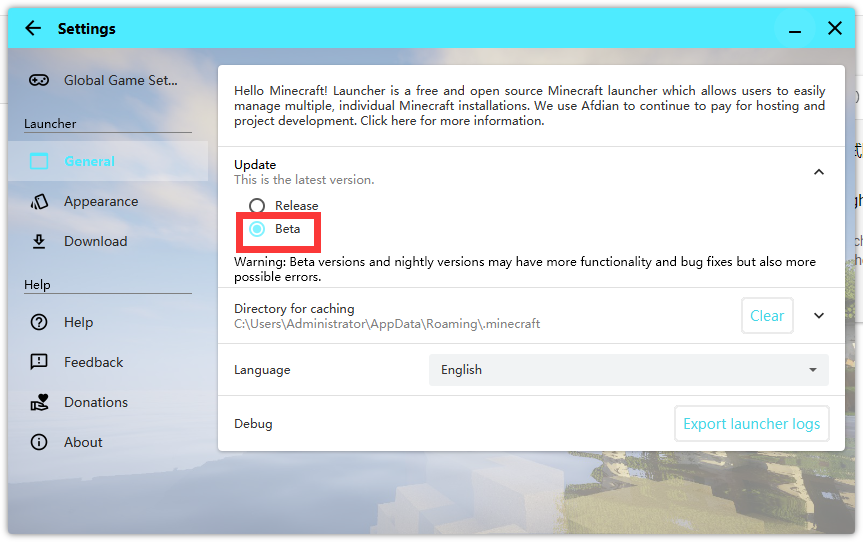 Settings
Global Game Set...
Launcher
General
Appearance
Download
Help
Help
Feedback
Donations
About
Hello Minecraft! Launcher is a free and open source Minecraft launcher which allows users to easily
manage multiple, individual Minecraft installations. We use Afdian to continue to pay for hosting and
project development. Click here for more information.
Update
This is the latest version.
Release
Beta
Warning: Beta versions and nightly versions may have more functionality and bug fixes but also more
possible errors.
Directory for caching
C:\Users\Administrator\AppData\Roaming\.minecraft
Clear
Language
English
Debug
Export launcher logs